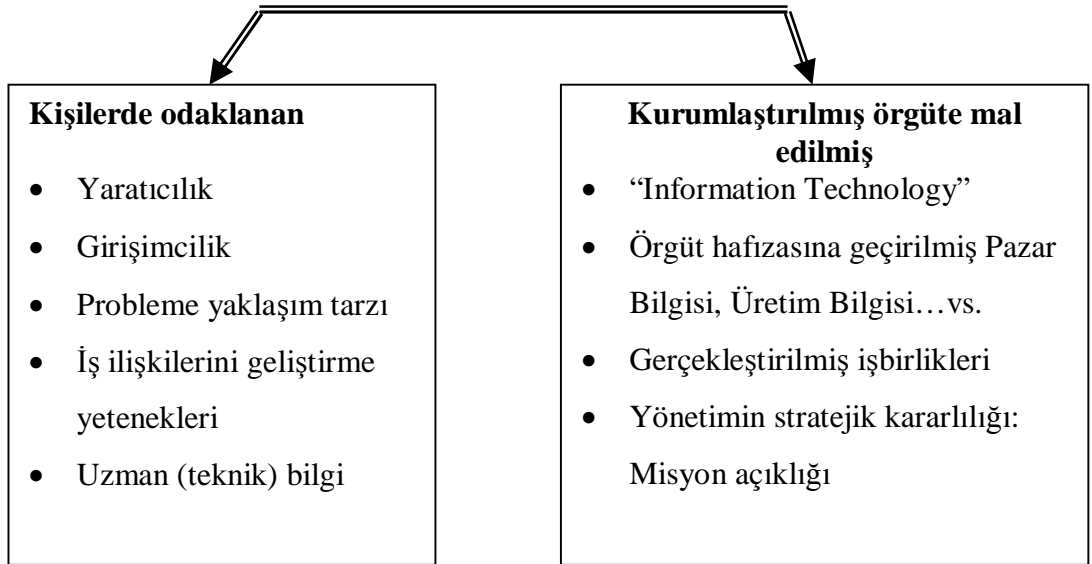 Kişilerde odaklanan
• Yaratıcılık
• Girişimcilik
• Probleme yaklaşım tarzı
• İş ilişkilerini geliştirme
yetenekleri
• Uzman (teknik) bilgi
Kurumlaştırılmış örgüte mal
edilmiş
• “Information Technology”
• Örgüt hafızasına geçirilmiş Pazar
Bilgisi, Üretim Bilgisi…vs.
• Gerçekleştirilmiş işbirlikleri
• Yönetimin stratejik kararlılığı:
Misyon açıklığı